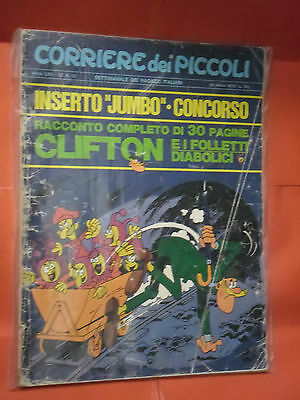 CORRIERE dei PICCOLI
SETTIMANALE DEI RAGAZZI ITALIANI
INSERTO "JUMBO"·CONCORSO
RACCONTO COMPLETO DI 30 PAGINE
CLIFTON E I FOLLETTI
DIABOLICI